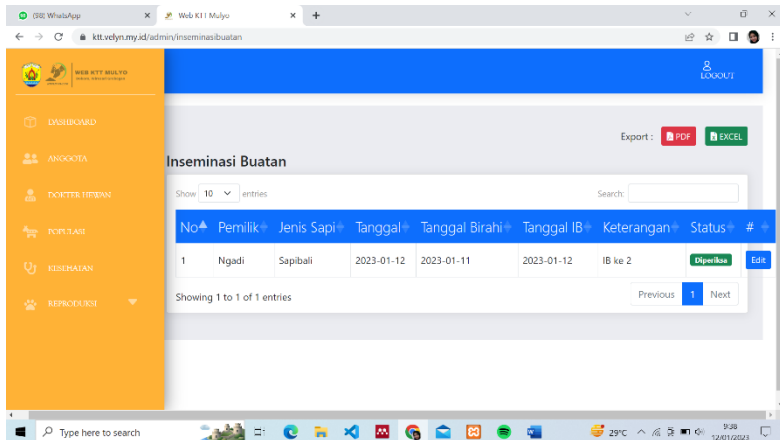 (98) WhatsApp
Web KTT Mulyo
ktt.velyn.my.id/admin/inseminasibuatan
WEB KTT MULYO
LOGOUT
DASHBOARD
ANGGOTA
DOKTER HEWAN
POPULASI
KESEHATAN
REPRODUKSI
Export : PDF EXCEL
Inseminasi Buatan
Show 10 entries Search:
No Pemilik Jenis Sapi Tanggal Tanggal Birahi Tanggal IB Keterangan Status #
1 Ngadi Sapibali 2023-01-12 2023-01-11 2023-01-12 IB ke 2 Diperiksa Edit
Showing 1 to 1 of 1 entries Previous 1 Next
Type here to search
29°C
9:38
12/01/2023